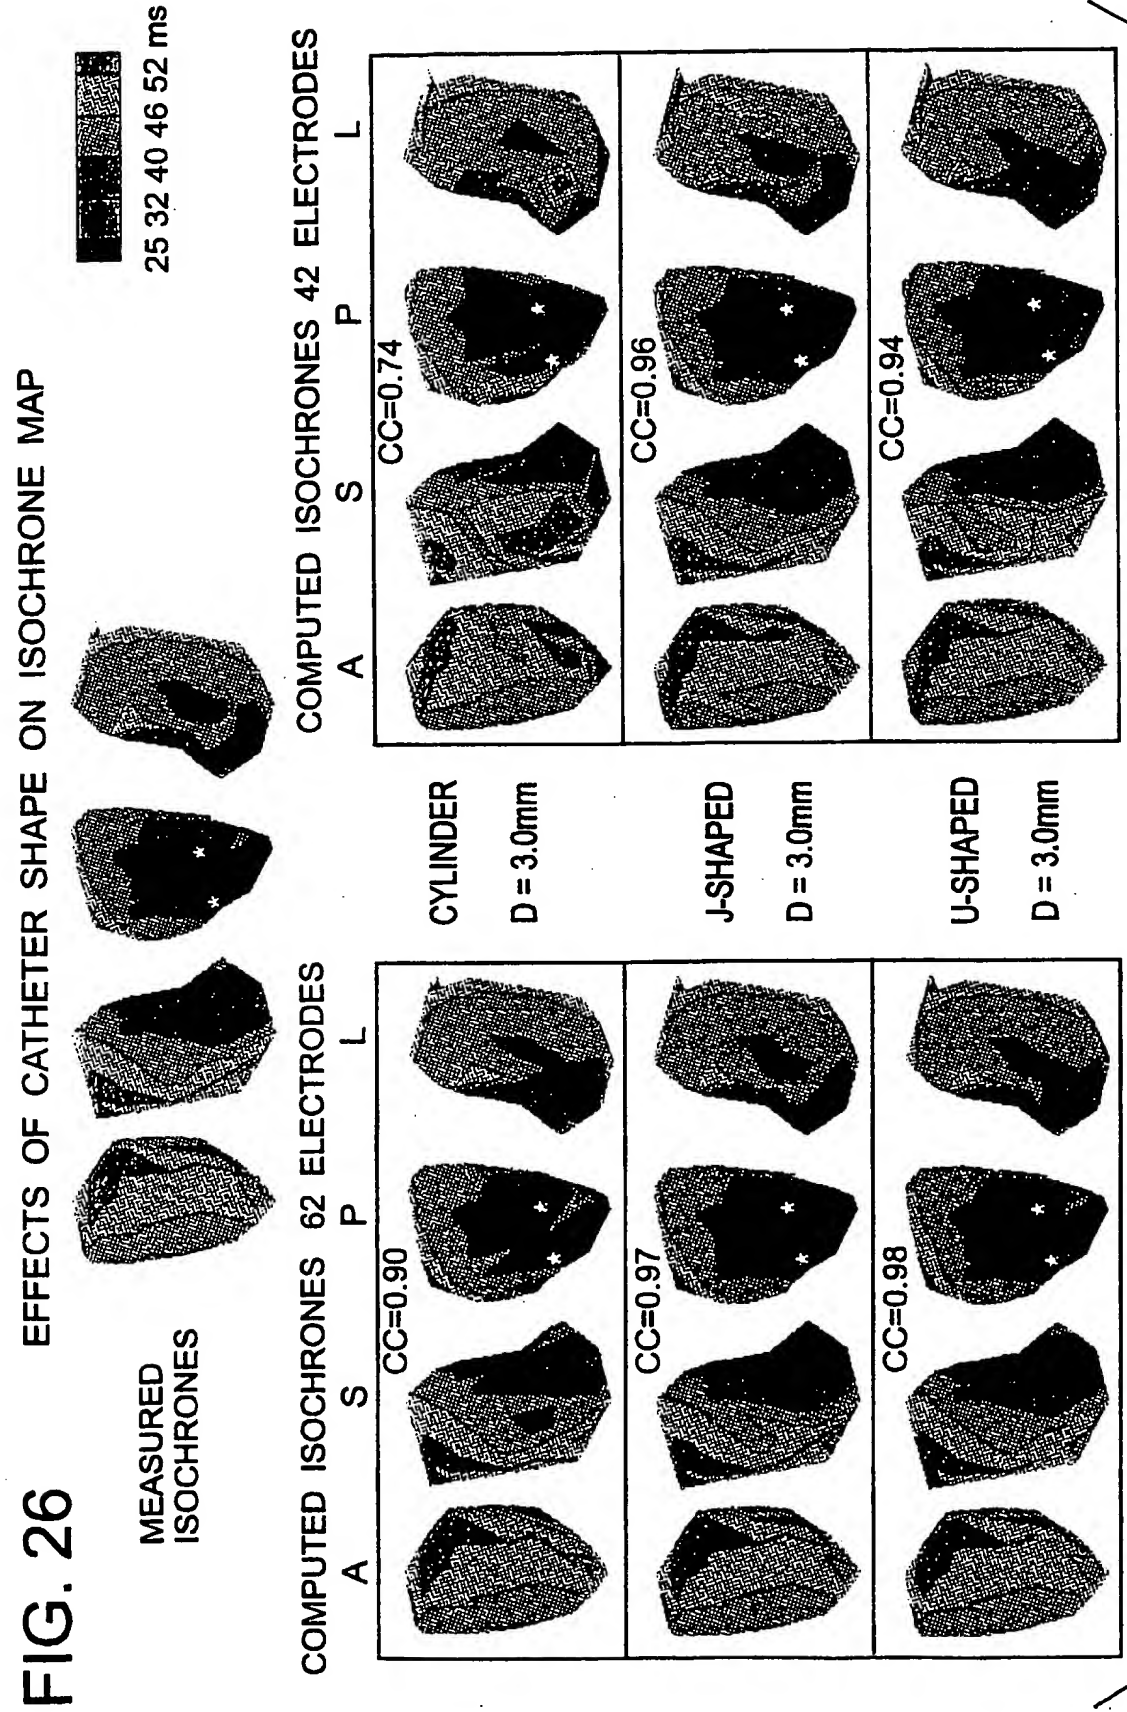 FIG. 26
EFFECTS OF CATHETER SHAPE ON ISOCHRONE MAP
MEASURED
ISOCHRONES
25 32 40 46 52 ms
COMPUTED ISOCHRONES 62 ELECTRODES
A S P L
CC=0.90
CC=0.97
CC=0.98
CYLINDER
D = 3.0mm
J-SHAPED
D = 3.0mm
U-SHAPED
D = 3.0mm
COMPUTED ISOCHRONES 42 ELECTRODES
A S P L
CC=0.74
CC=0.96
CC=0.94